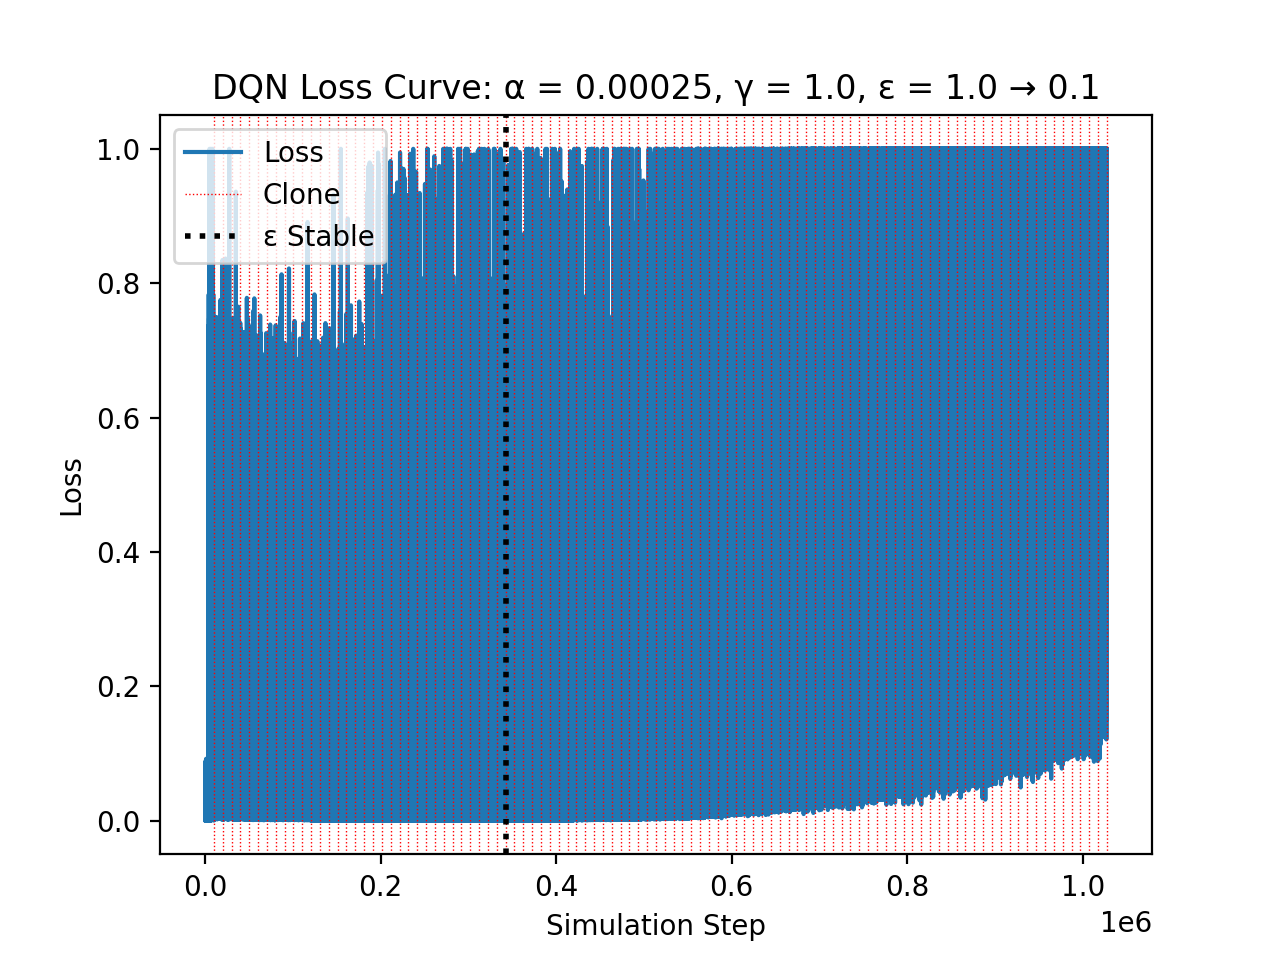 DQN Loss Curve: α = 0.00025, γ = 1.0, ε = 1.0 → 0.1
Loss
Clone
ε Stable
1.0
0.8
0.6
0.4
0.2
0.0
Loss
0.0 0.2 0.4 0.6 0.8 1.0
1e6
Simulation Step